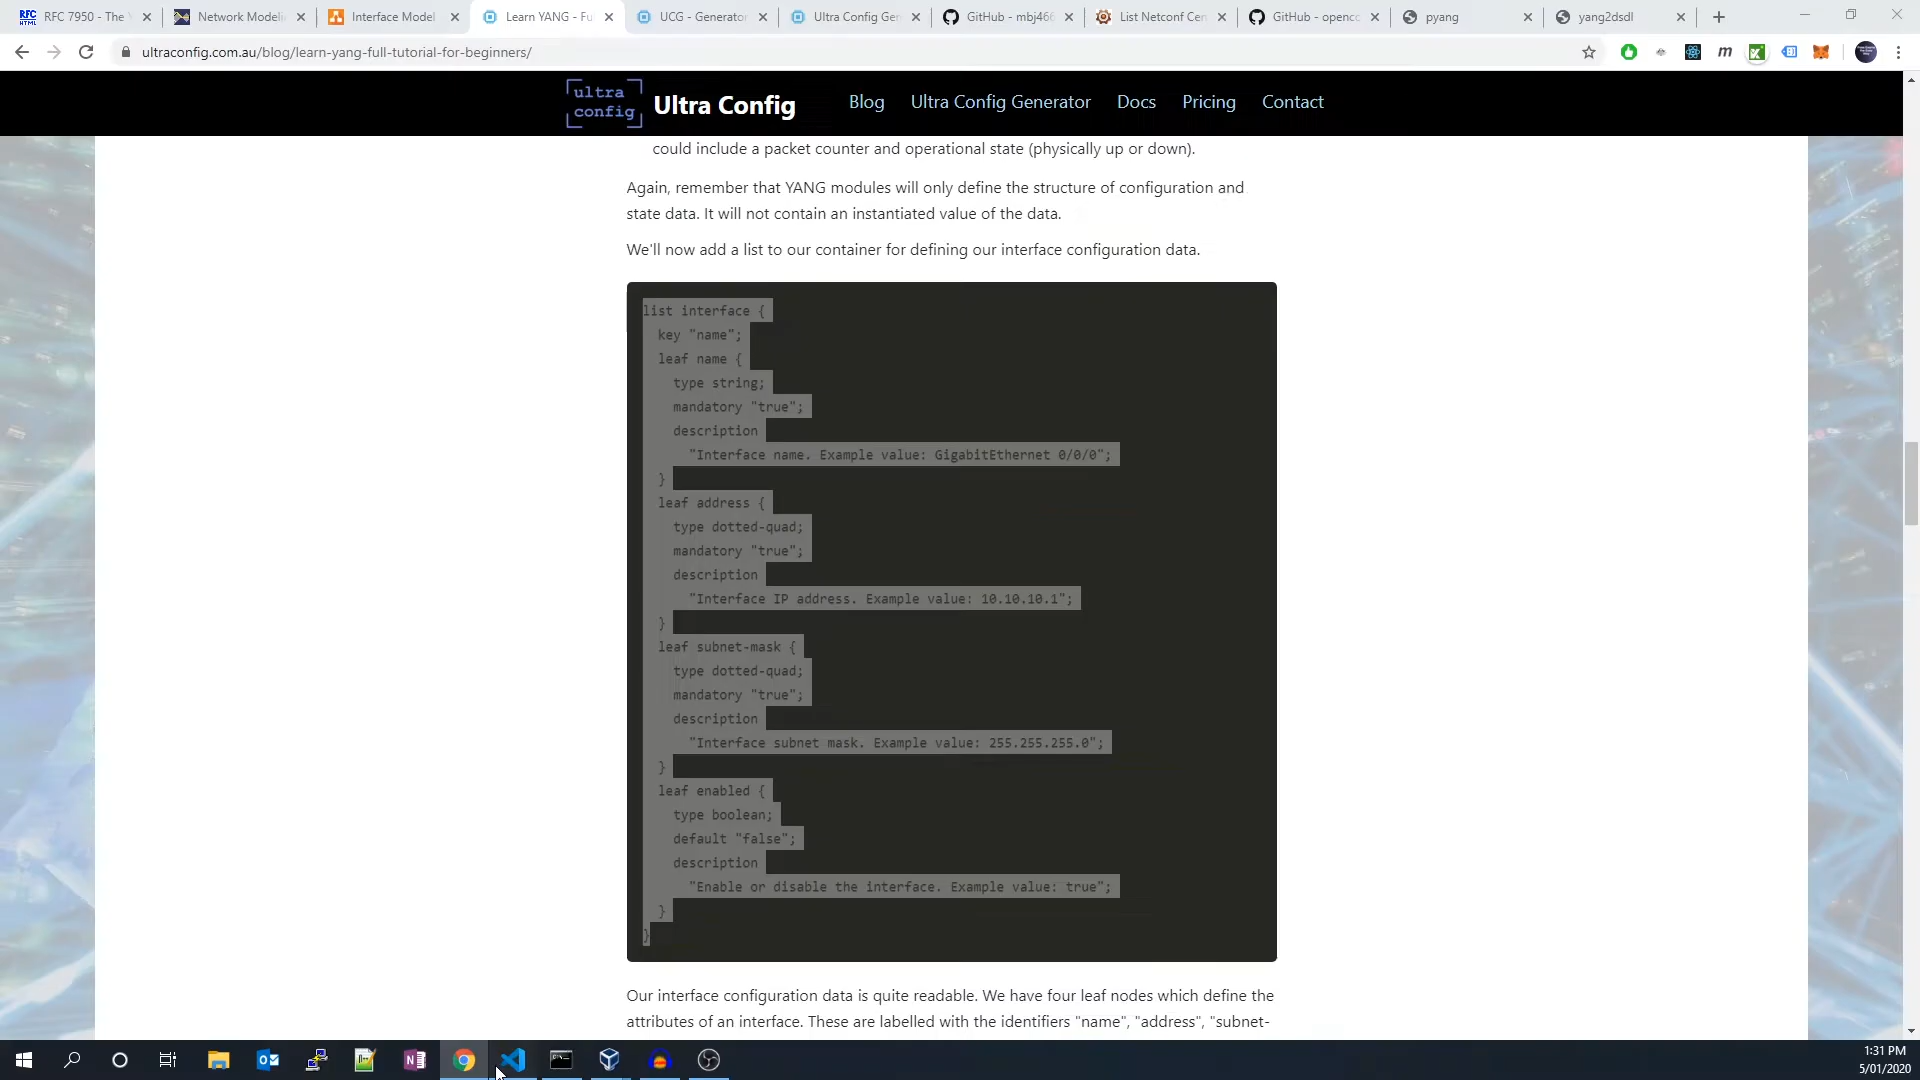 RFC HTML RFC 7950 - The Network Model Interface Model Learn YANG - Fu UCG - Generator Ultra Config Gen GitHub - mbj466 List Netconf Cen GitHub - openco pyang yang2dsdl
ultraconfig.com.au/blog/learn-yang-full-tutorial-for-beginners/
ultra config Ultra Config Blog Ultra Config Generator Docs Pricing Contact
could include a packet counter and operational state (physically up or down).
Again, remember that YANG modules will only define the structure of configuration and
state data. It will not contain an instantiated value of the data.
We'll now add a list to our container for defining our interface configuration data.
list interface {
key "name";
leaf name {
type string;
mandatory "true";
description
"Interface name. Example value: GigabitEthernet 0/0/0";
}
leaf address {
type dotted-quad;
mandatory "true";
description
"Interface IP address. Example value: 10.10.10.1";
}
leaf subnet-mask {
type dotted-quad;
mandatory "true";
description
"Interface subnet mask. Example value: 255.255.255.0";
}
leaf enabled {
type boolean;
default "false";
description
"Enable or disable the interface. Example value: true";
}
}
Our interface configuration data is quite readable. We have four leaf nodes which define the
attributes of an interface. These are labelled with the identifiers "name", "address", "subnet-
1:31 PM
5/01/2020